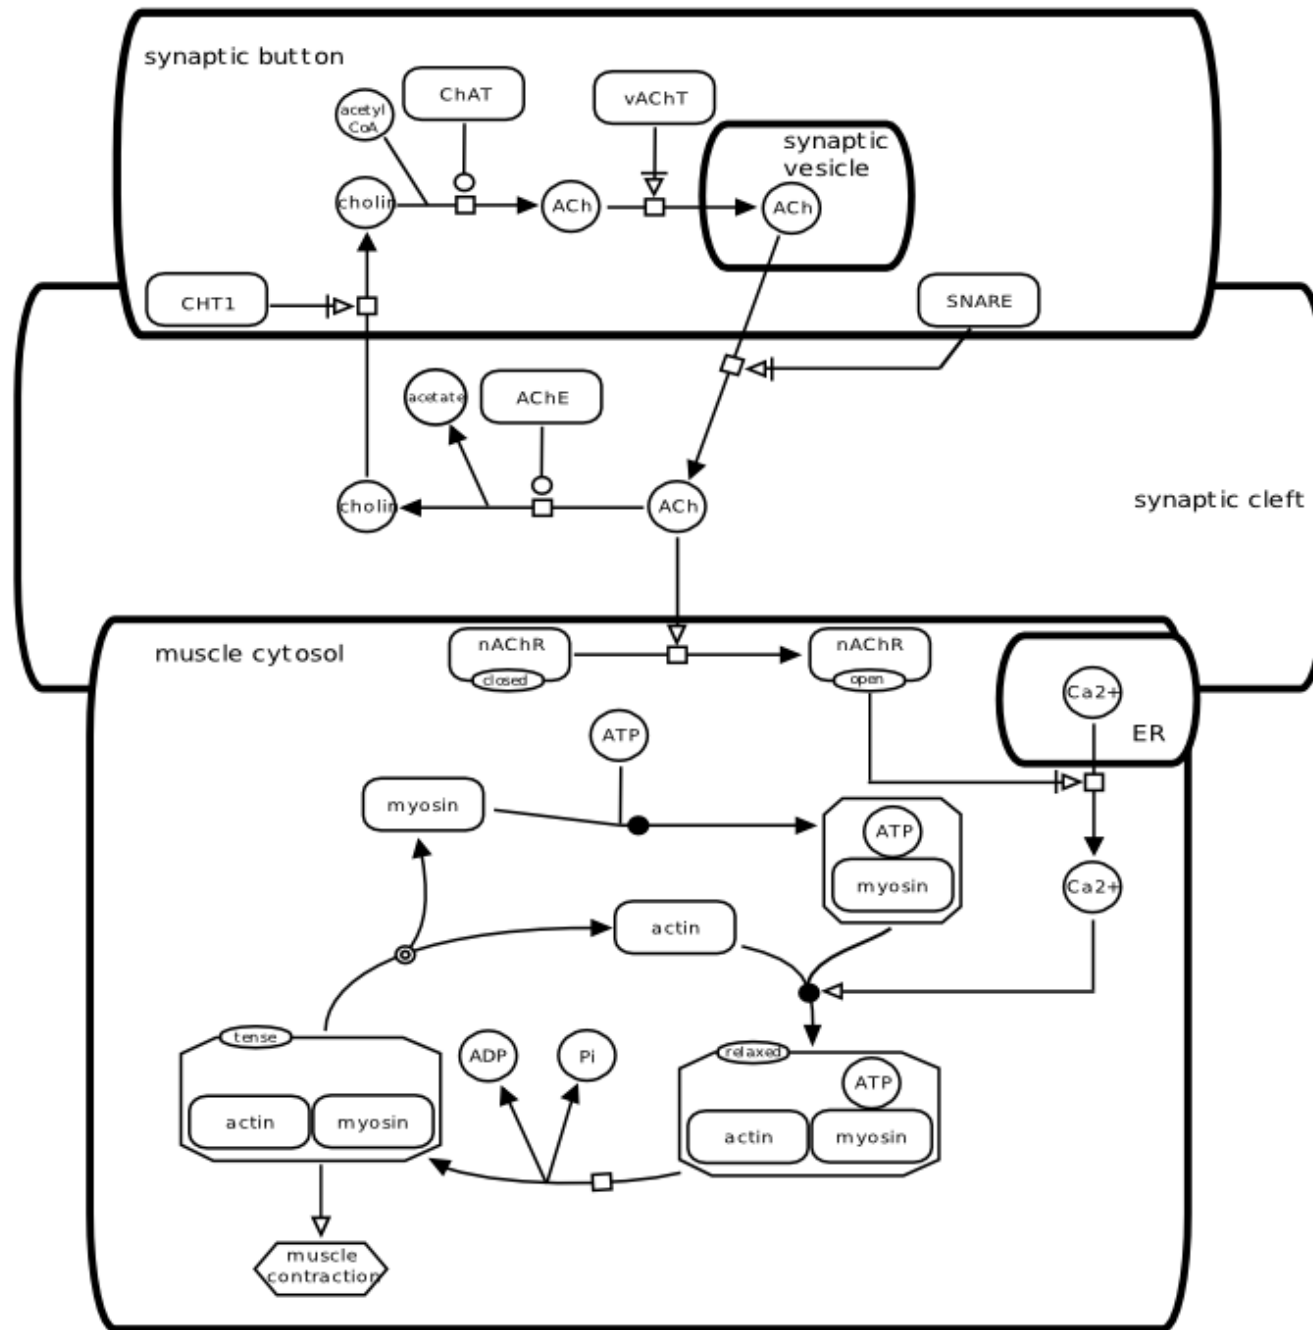 synaptic button
acetyl
CoA
ChAT
vAChT
synaptic
vesicle
cholin
ACh
ACh
CHT1
SNARE
acetate
AChE
cholin
ACh
synaptic cleft
muscle cytosol
nAChR
closed
nAChR
open
Ca2+
ER
ATP
myosin
ATP
myosin
Ca2+
actin
tense
actin
myosin
ADP
Pi
relaxed
ATP
actin
myosin
muscle
contraction